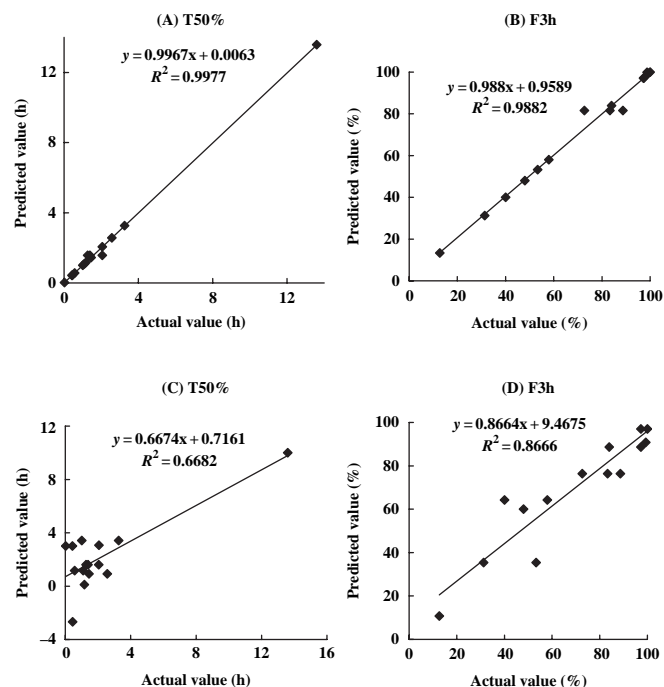 (A) T50%
12
8
4
0
0
4
8
12
Predicted value (h)
Actual value (h)
y = 0.9967x + 0.0063
R² = 0.9977
(B) F3h
100
80
60
40
20
0
0
20
40
60
80
100
Predicted value (%)
Actual value (%)
y = 0.988x + 0.9589
R² = 0.9882
(C) T50%
12
8
4
0
–4
0
4
8
12
16
Predicted value (h)
Actual value (h)
y = 0.6674x + 0.7161
R² = 0.6682
(D) F3h
100
80
60
40
20
0
0
20
40
60
80
100
Predicted value (%)
Actual value (%)
y = 0.8664x + 9.4675
R² = 0.8666